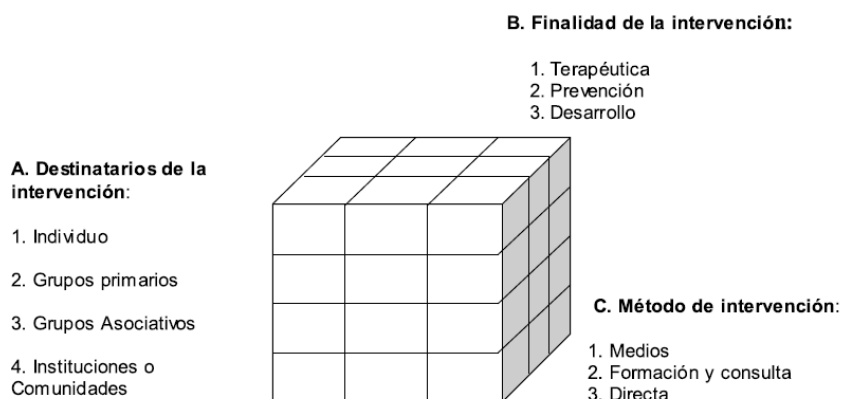 B. Finalidad de la intervención:
1. Terapéutica
2. Prevención
3. Desarrollo
A. Destinatarios de la
intervención:
1. Individuo
2. Grupos primarios
3. Grupos Asociativos
4. Instituciones o
Comunidades
C. Método de intervención:
1. Medios
2. Formación y consulta
3. Directa